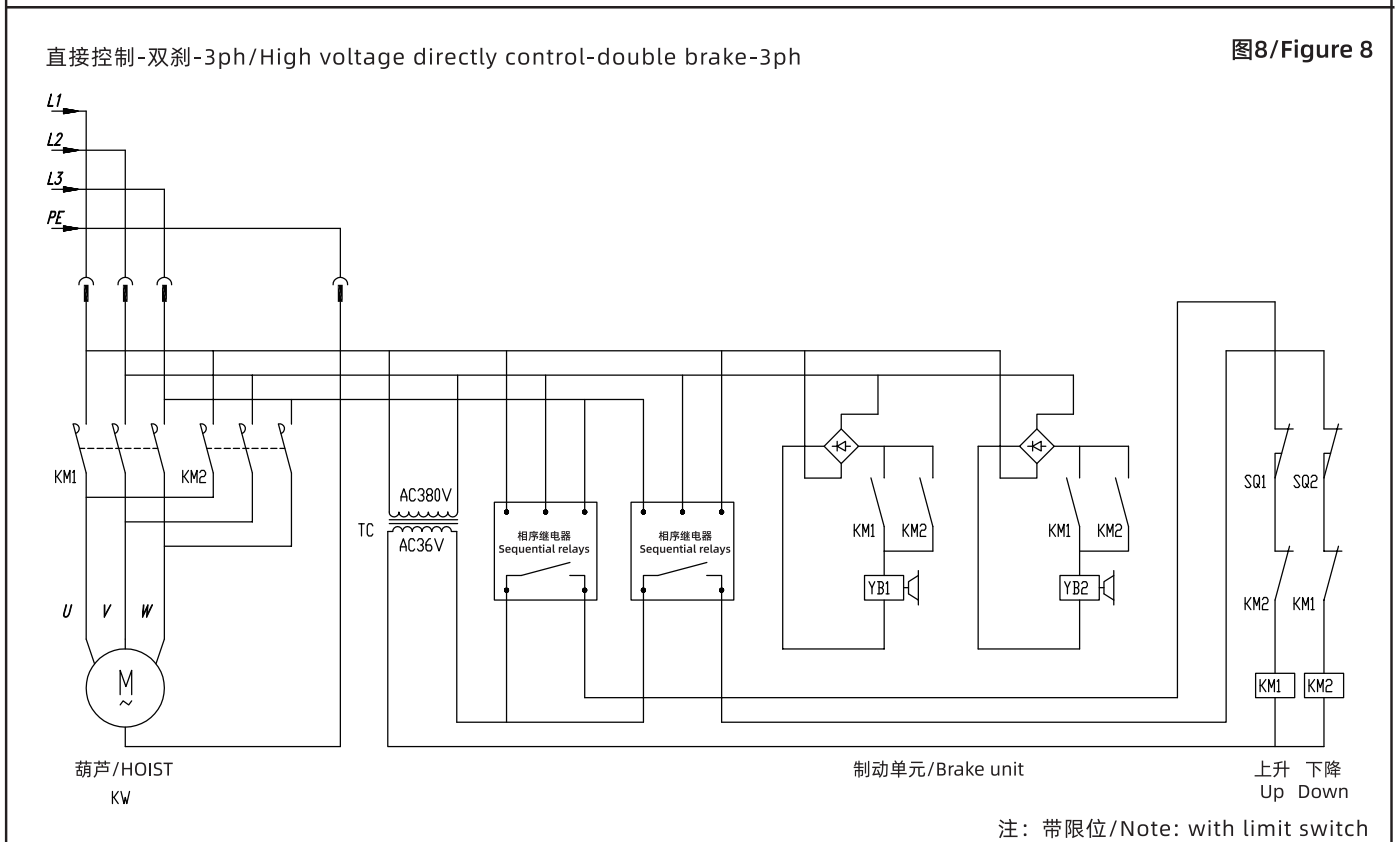 直接控制-双刹-3ph/High voltage directly control-double brake-3ph
图8/Figure 8
L1
L2
L3
PE
KM1
KM2
TC
AC380V
AC36V
相序继电器
Sequential relays
相序继电器
Sequential relays
KM1
KM2
YB1
KM1
KM2
YB2
SQ1
SQ2
KM2
KM1
KM1
KM2
U
V
W
M
~
葫芦/HOIST
KW
制动单元/Brake unit
上升
Up
下降
Down
注：带限位/Note: with limit switch